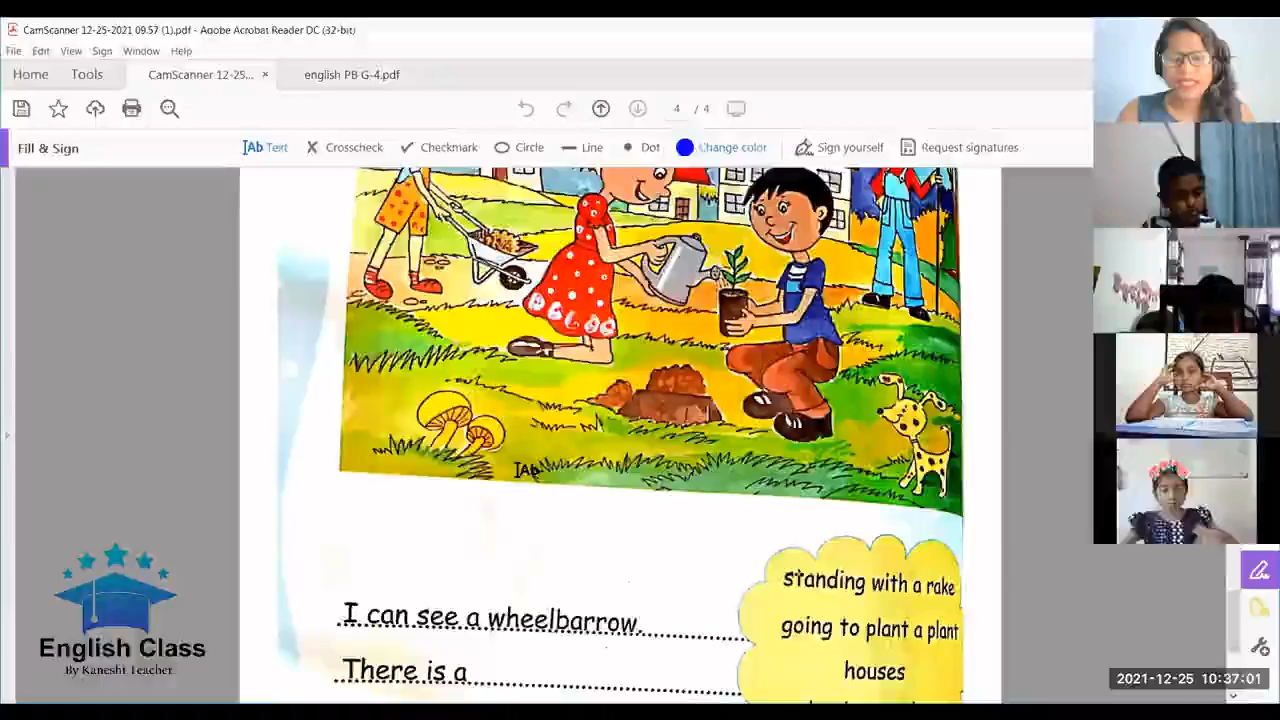 CamScanner 12-25-2021 09.57 (1).pdf - Adobe Acrobat Reader DC (32-bit)
File Edit View Sign Window Help
Home Tools CamScanner 12-25... × english PB G-4.pdf
4 / 4
Fill & Sign Ab Text Crosscheck Checkmark Circle Line Dot Change color Sign yourself Request signatures
standing with a rake
I can see a wheelbarrow.
going to plant a plant
There is a
houses
English Class
By Kaneshi Teacher
2021-12-25 10:37:01